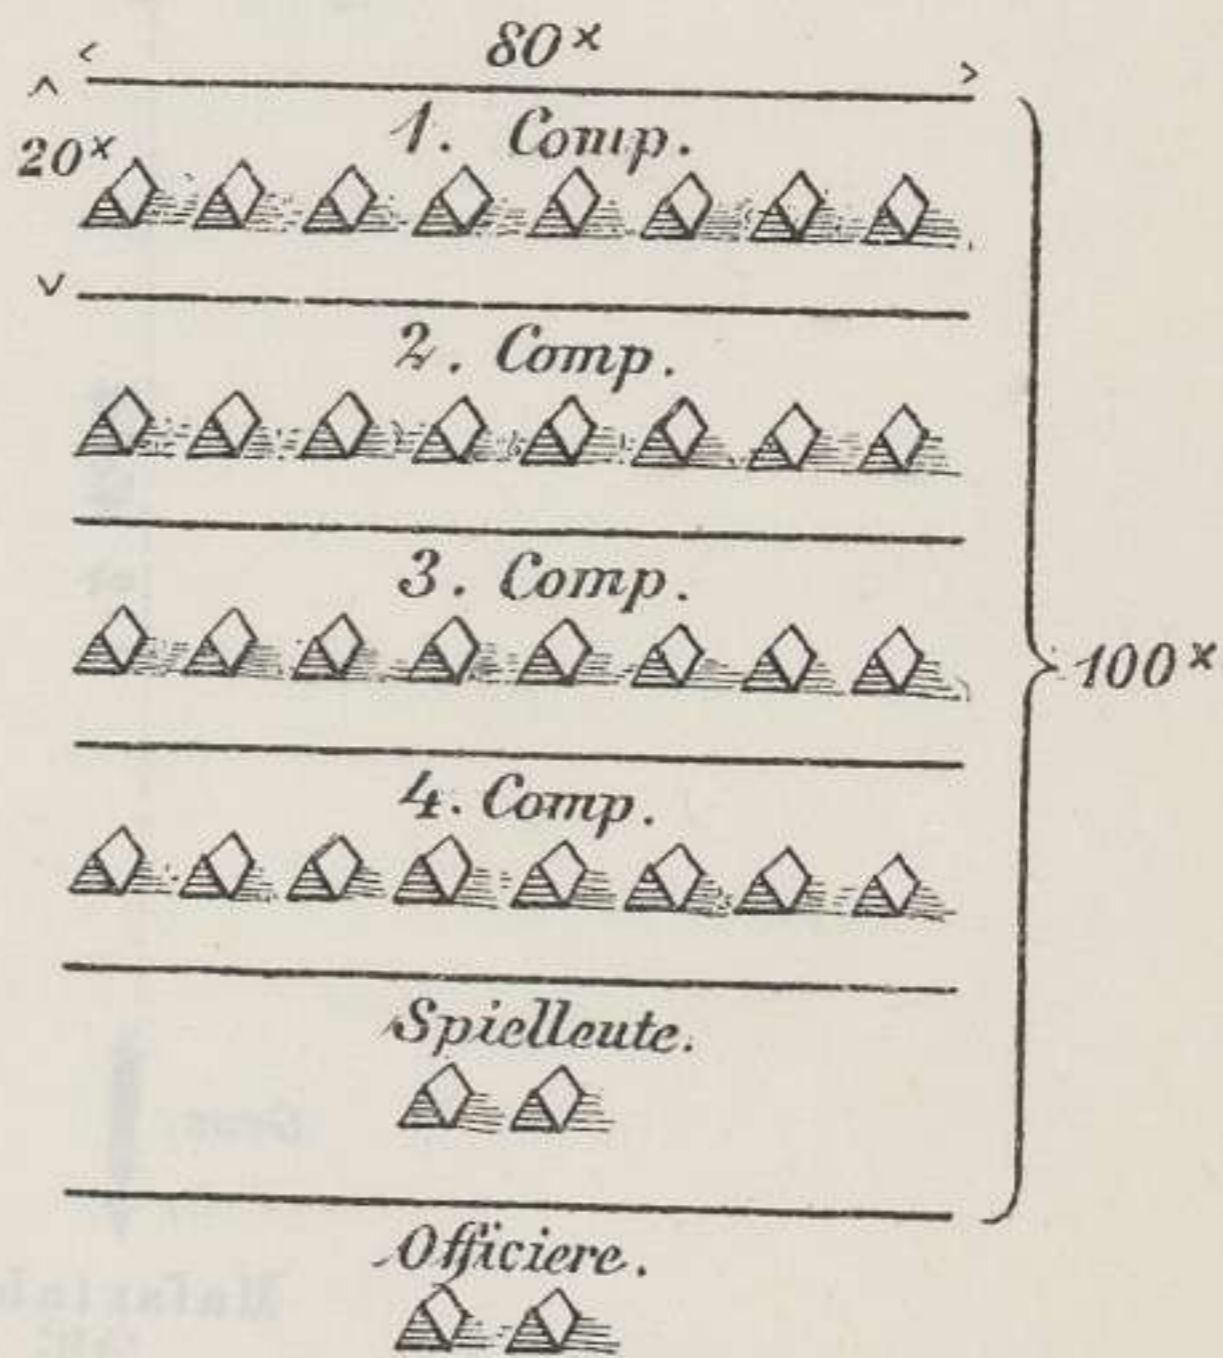 80×
1. Comp.
20×
2. Comp.
3. Comp.
100×
4. Comp.
Spielleute.
Officiere.